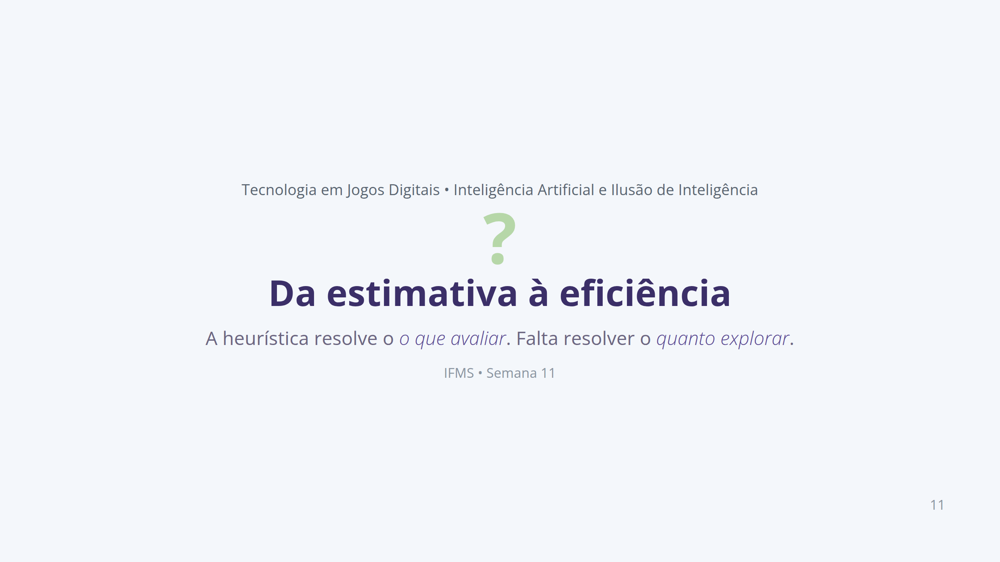 Tecnologia em Jogos Digitais • Inteligência Artificial e Ilusão de Inteligência
?
Da estimativa à eficiência
A heurística resolve o o que avaliar. Falta resolver o quanto explorar.
IFMS • Semana 11
11